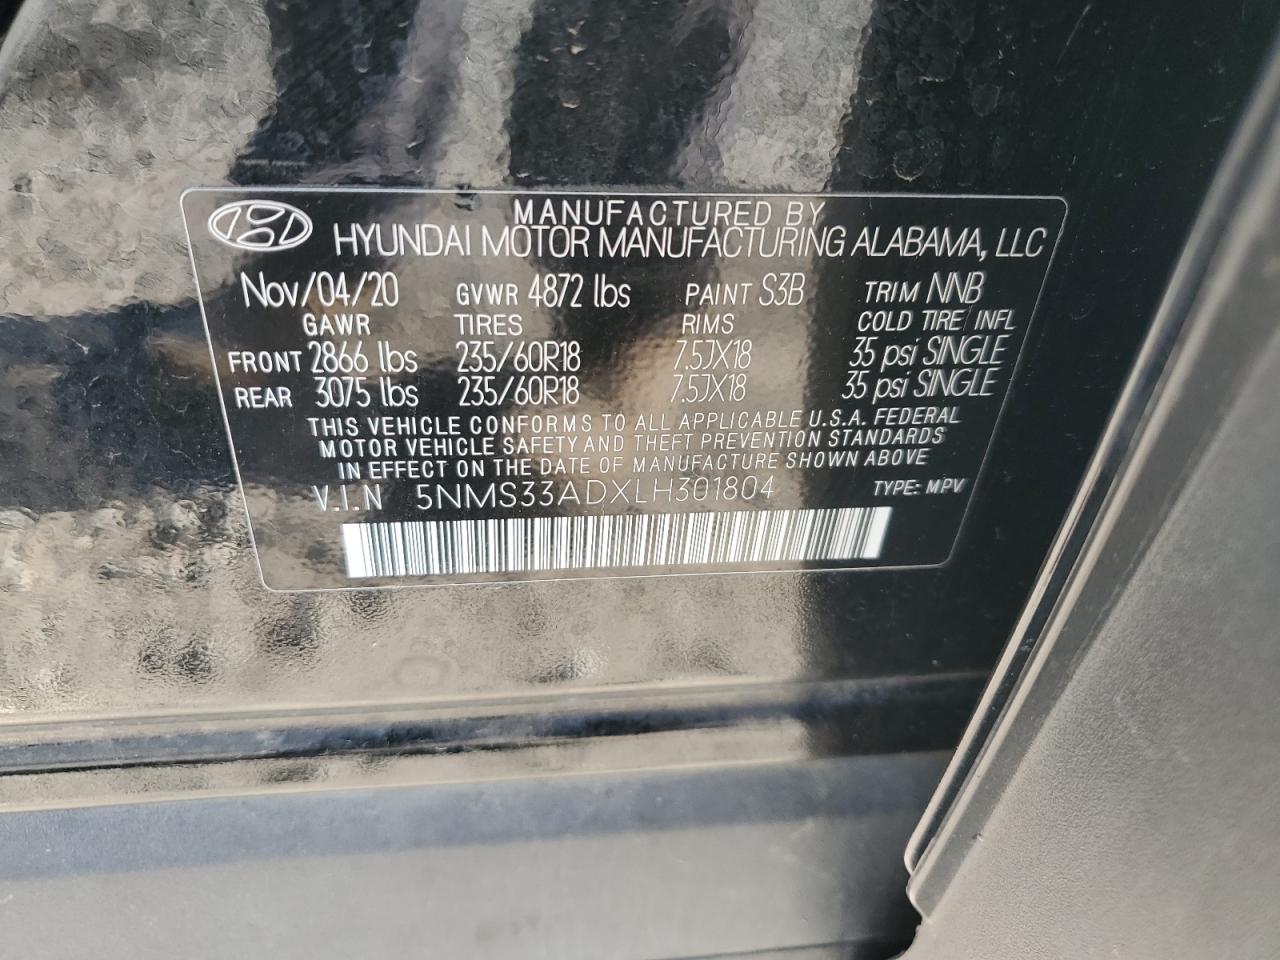 MANUFACTURED BY
HYUNDAI MOTOR MANUFACTURING ALABAMA, LLC
Nov/04/20 GVWR 4872 lbs PAINT S3B TRIM NNB
GAWR TIRES RIMS COLD TIRE INFL
FRONT 2866 lbs 235/60R18 7.5JX18 35 psi SINGLE
REAR 3075 lbs 235/60R18 7.5JX18 35 psi SINGLE
THIS VEHICLE CONFORMS TO ALL APPLICABLE U.S.A. FEDERAL
MOTOR VEHICLE SAFETY AND THEFT PREVENTION STANDARDS
IN EFFECT ON THE DATE OF MANUFACTURE SHOWN ABOVE
V.I.N 5NMS33ADXLH301804 TYPE: MPV